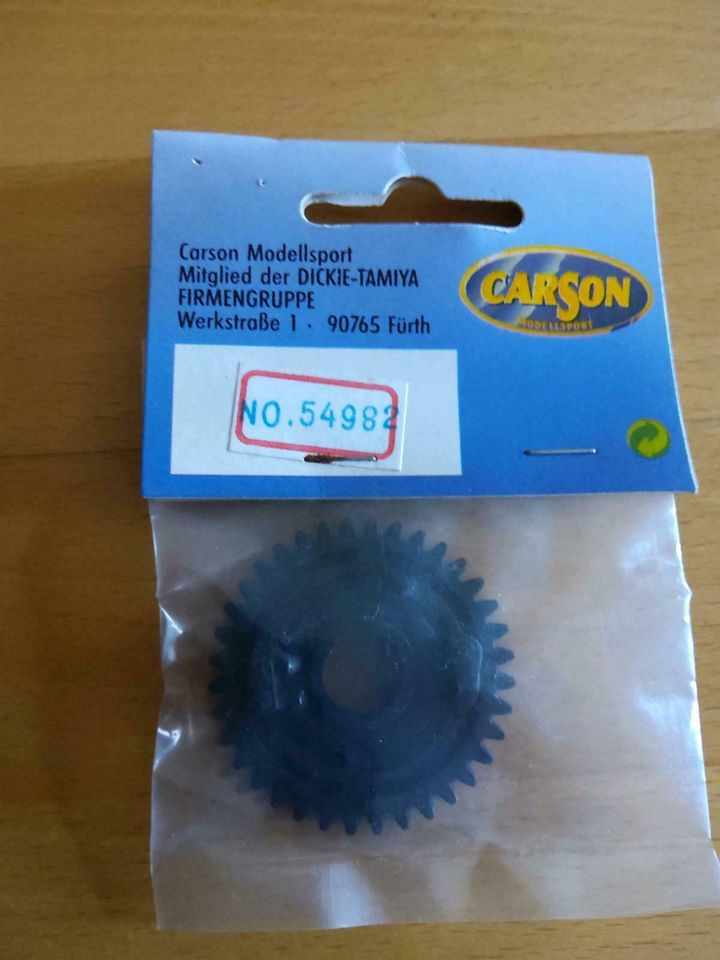 Carson Modellsport
Mitglied der DICKIE-TAMIYA
FIRMENGRUPPE
Werkstraße 1 · 90765 Fürth
CARSON
MODELLSPORT
NO.54982